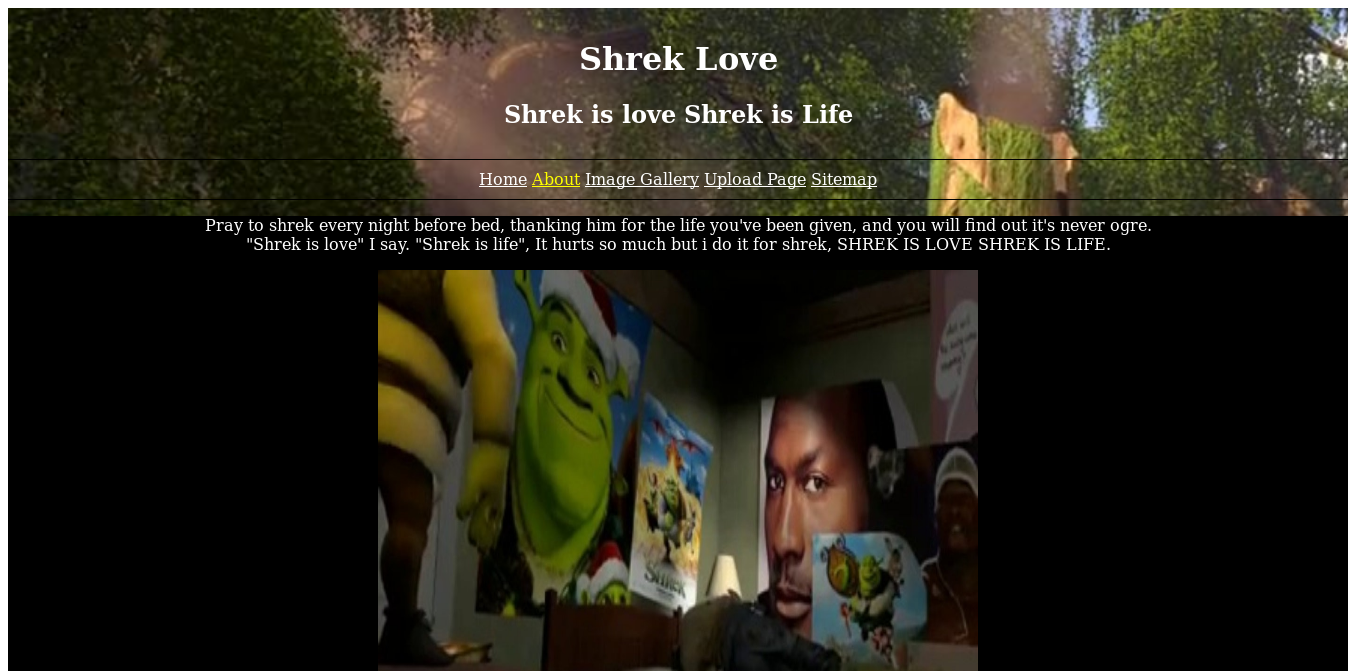 Shrek Love
Shrek is love Shrek is Life
Home About Image Gallery Upload Page Sitemap
Pray to shrek every night before bed, thanking him for the life you've been given, and you will find out it's never ogre.
"Shrek is love" I say. "Shrek is life", It hurts so much but i do it for shrek, SHREK IS LOVE SHREK IS LIFE.
SHREK